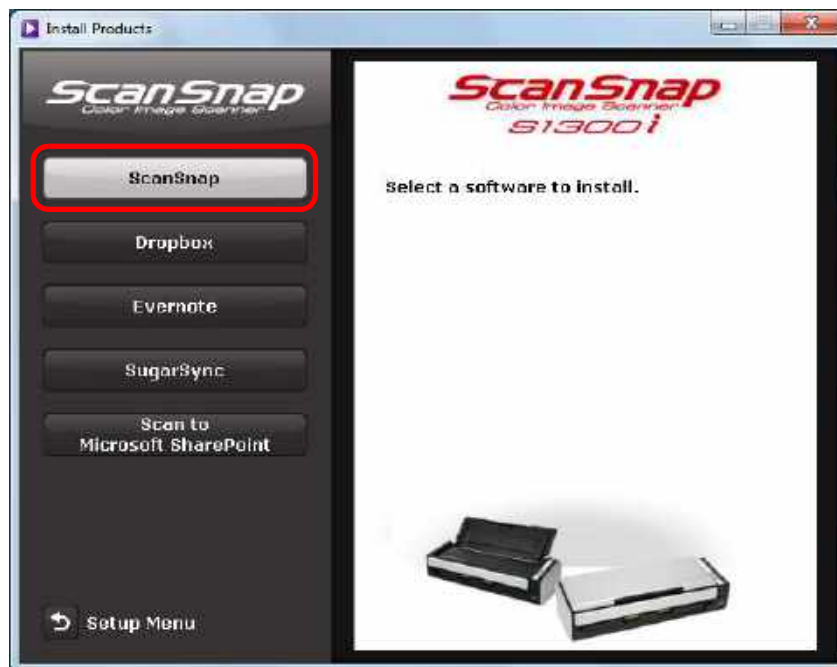 Install Products
ScanSnap
Color Image Scanner
ScanSnap
Color Image Scanner
S1300i
ScanSnap
Select a software to install.
Dropbox
Evernote
SugarSync
Scan to
Microsoft SharePoint
Setup Menu